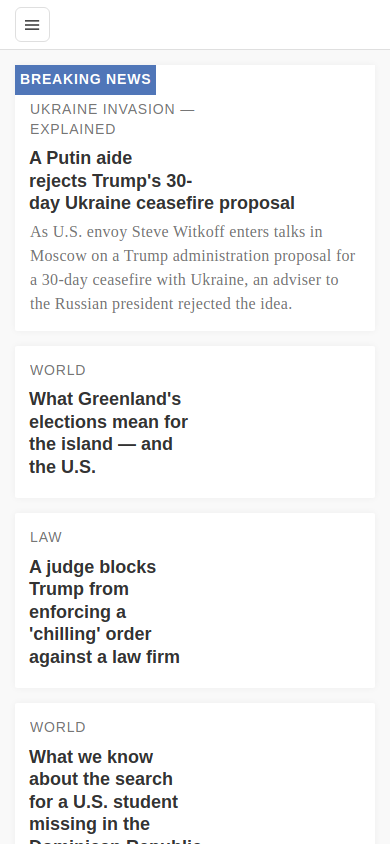 BREAKING NEWS
UKRAINE INVASION —
EXPLAINED
A Putin aide
rejects Trump's 30-
day Ukraine ceasefire proposal
As U.S. envoy Steve Witkoff enters talks in
Moscow on a Trump administration proposal for
a 30-day ceasefire with Ukraine, an adviser to
the Russian president rejected the idea.
WORLD
What Greenland's
elections mean for
the island — and
the U.S.
LAW
A judge blocks
Trump from
enforcing a
'chilling' order
against a law firm
WORLD
What we know
about the search
for a U.S. student
missing in the
Dominican Republic